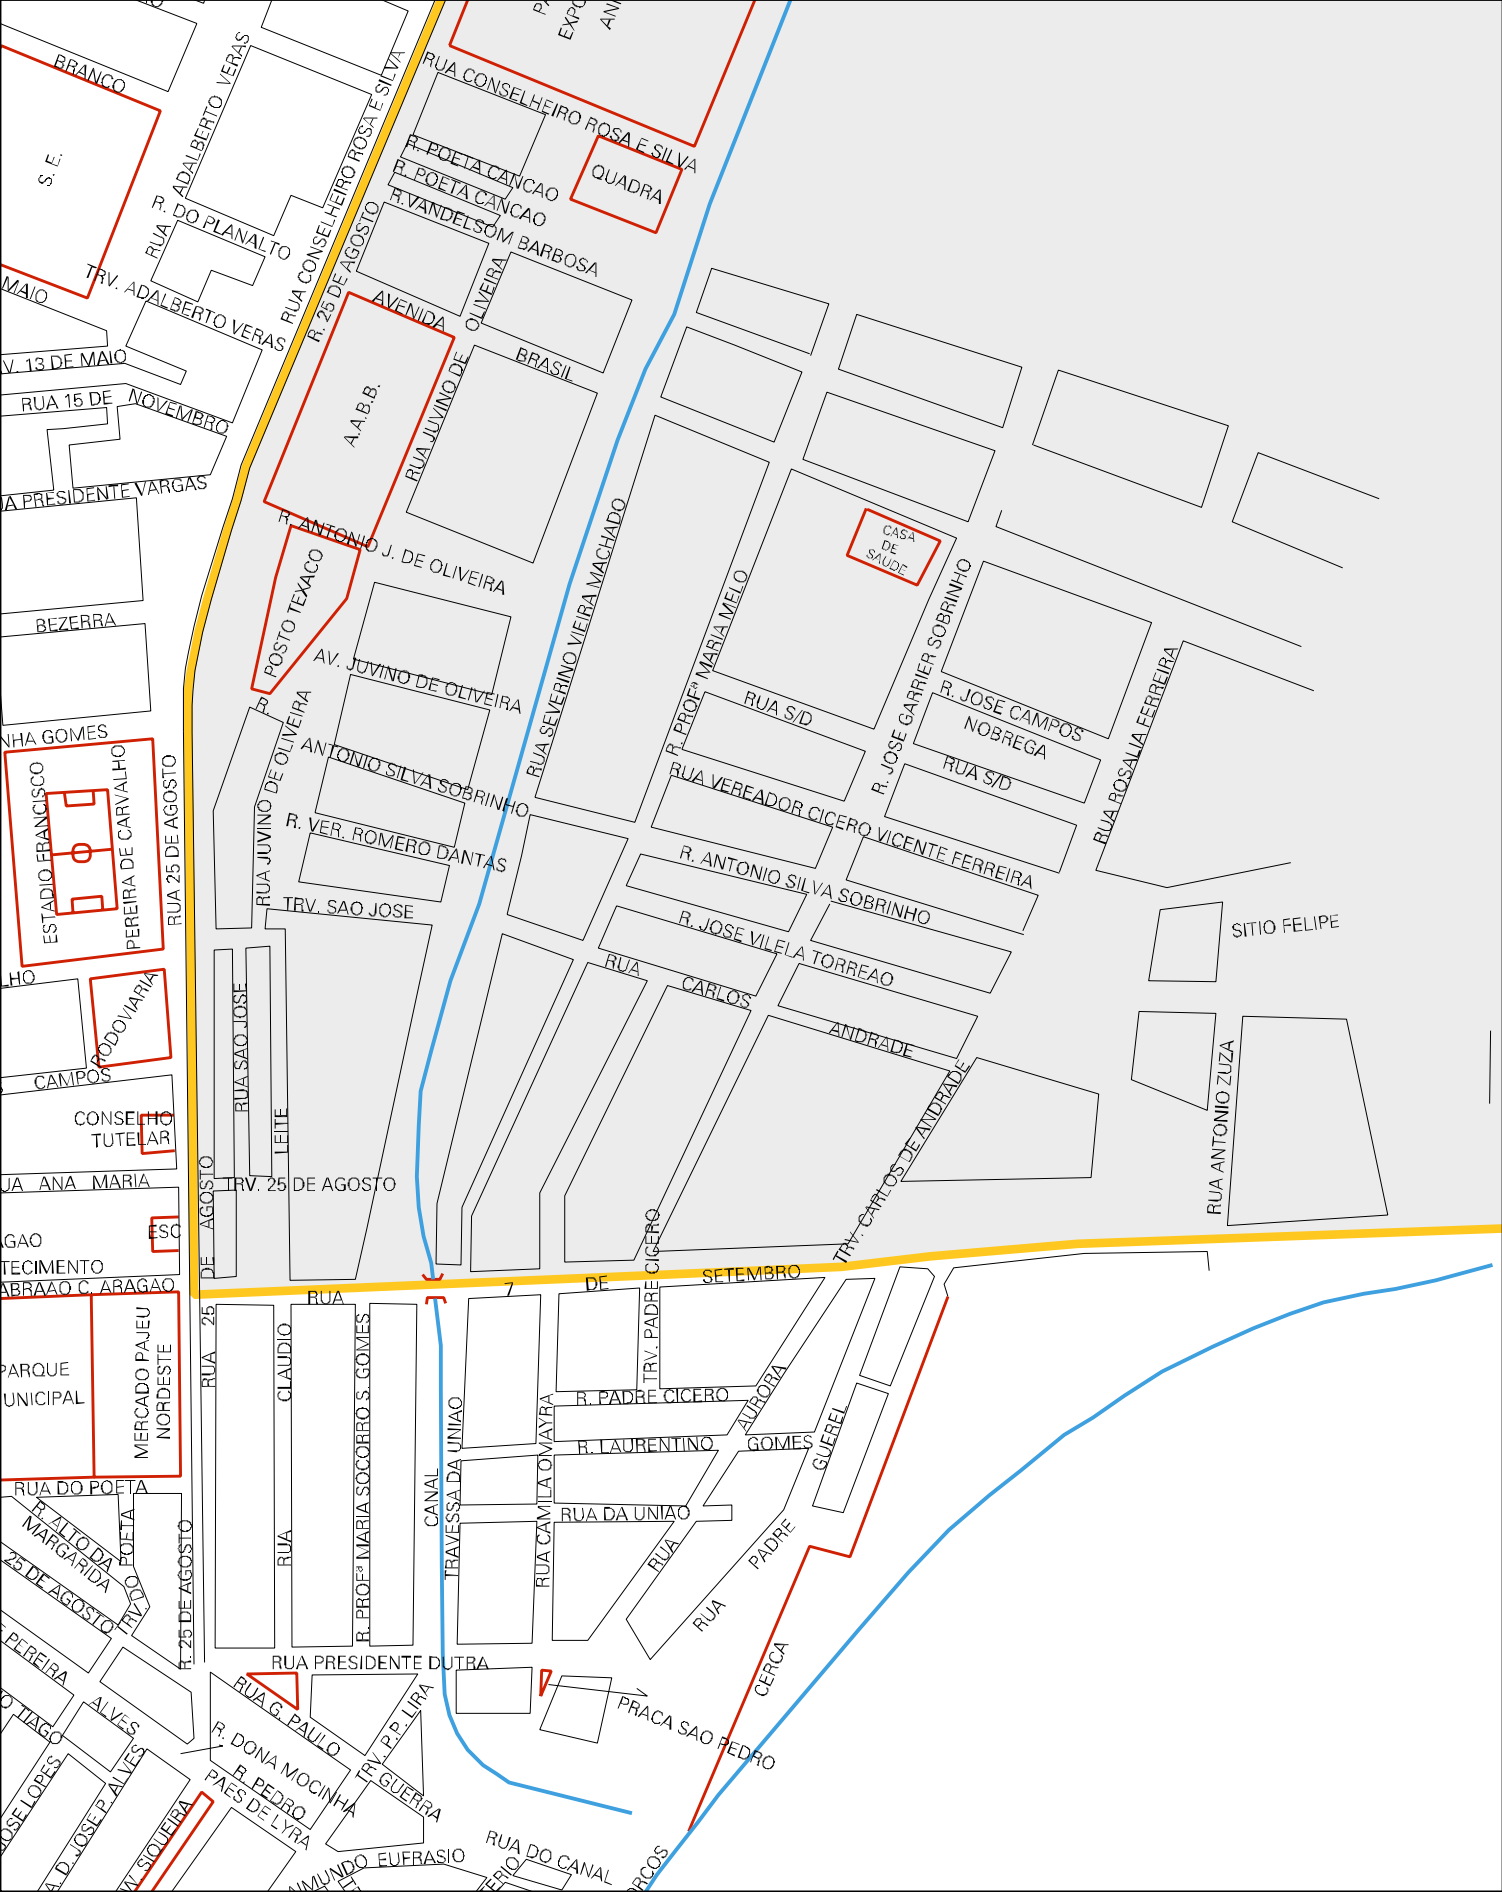 BRANCO
S. E.
RUA ADALBERTO VERAS
R. DO PLANALTO
TRV. ADALBERTO VERAS
MAIO
V. 13 DE MAIO
RUA 15 DE NOVEMBRO
UA PRESIDENTE VARGAS
BEZERRA
NHA GOMES
RUA CONSELHEIRO ROSA E SILVA
R. 25 DE AGOSTO
RUA CONSELHEIRO ROSA E SILVA
QUADRA
R. POETA CANCAO
R. POETA CANCAO
R.VANDELSOM BARBOSA
AVENIDA BRASIL
RUA JUVINO DE OLIVEIRA
A.A.B.B.
R. ANTONIO J. DE OLIVEIRA
POSTO TEXACO
AV. JUVINO DE OLIVEIRA
R.
RUA JUVINO DE OLIVEIRA
ANTONIO SILVA SOBRINHO
R. VER. ROMERO DANTAS
TRV. SAO JOSE
RUA SEVERINO VIEIRA MACHADO
R. PROFª MARIA MELO
CASA
DE
SAUDE
R. JOSE GARRIER SOBRINHO
RUA S/D
R. JOSE CAMPOS
NOBREGA
RUA S/D
RUA ROSALIA FERREIRA
RUA VEREADOR CICERO VICENTE FERREIRA
R. ANTONIO SILVA SOBRINHO
R. JOSE VILELA TORREAO
RUA CARLOS ANDRADE
TRV. CARLOS DE ANDRADE
SITIO FELIPE
RUA ANTONIO ZUZA
ESTADIO FRANCISCO
PEREIRA DE CARVALHO
RUA 25 DE AGOSTO
LHO
RODOVIARIA
CAMPOS
CONSELHO
TUTELAR
UA ANA MARIA
ESC
AGAO
TECIMENTO
ABRAAO C. ARAGAO
RUA SAO JOSE
LEITE
TRV. 25 DE AGOSTO
RUA 25 DE AGOSTO
RUA 7 DE SETEMBRO
PARQUE
UNICIPAL
MERCADO PAJEU
NORDESTE
RUA CLAUDIO
R. PROFª MARIA SOCORRO S. GOMES
CANAL
TRAVESSA DA UNIAO
RUA CAMILA OMAYRA
TRV. PADRE CICERO
R. PADRE CICERO
R. LAURENTINO GOMES
RUA DA UNIAO
RUA AURORA
RUA PADRE GUEREL
CERCA
RUA DO POETA
R. ALTO DA
MARGARIDA
TRV DO POETA
25 DE AGOSTO
R. 25 DE AGOSTO
PEREIRA
O TIAGO
ALVES
JOSE LOPES
A. D. JOSE P. ALVES
W. SIQUEIRA
RUA PRESIDENTE DUTRA
RUA G. PAULO
GUERRA
R. DONA MOCINHA
R. PEDRO
PAES DE LYRA
TRV. P.P. LIRA
PRACA SAO PEDRO
AIMUNDO EUFRASIO
RUA DO CANAL
ERIO
ORCOS